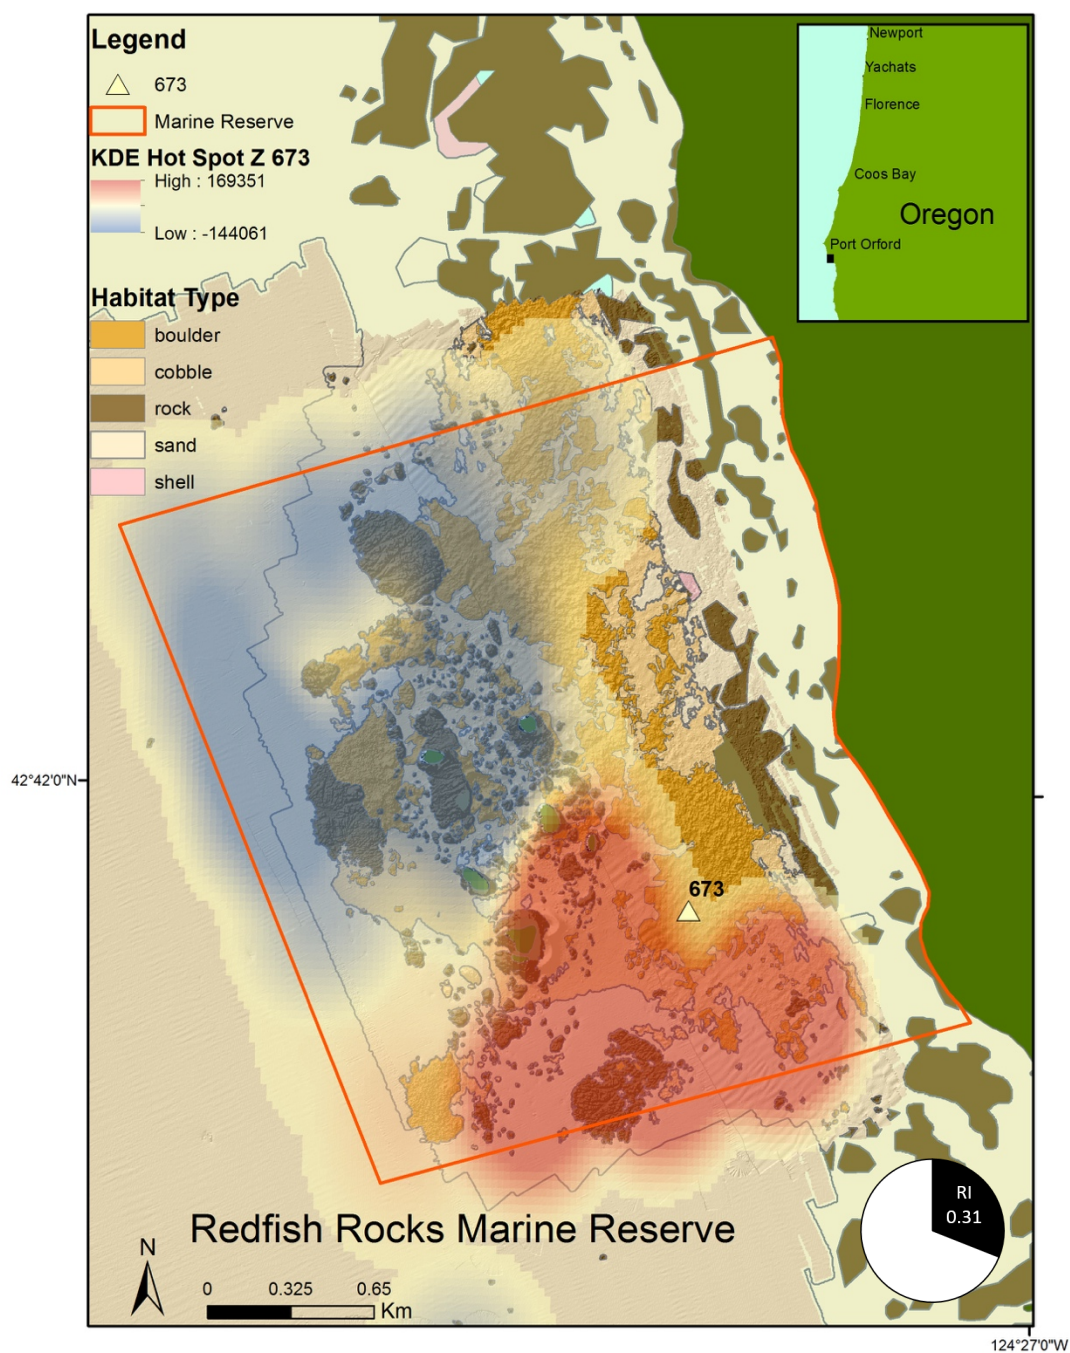 Legend
673
Marine Reserve
KDE Hot Spot Z 673
High : 169351
Low : -144061
Habitat Type
boulder
cobble
rock
sand
shell
Newport
Yachats
Florence
Coos Bay
Oregon
Port Orford
42°42'0"N
673
RI
0.31
Redfish Rocks Marine Reserve
N
0 0.325 0.65
Km
124°27'0"W